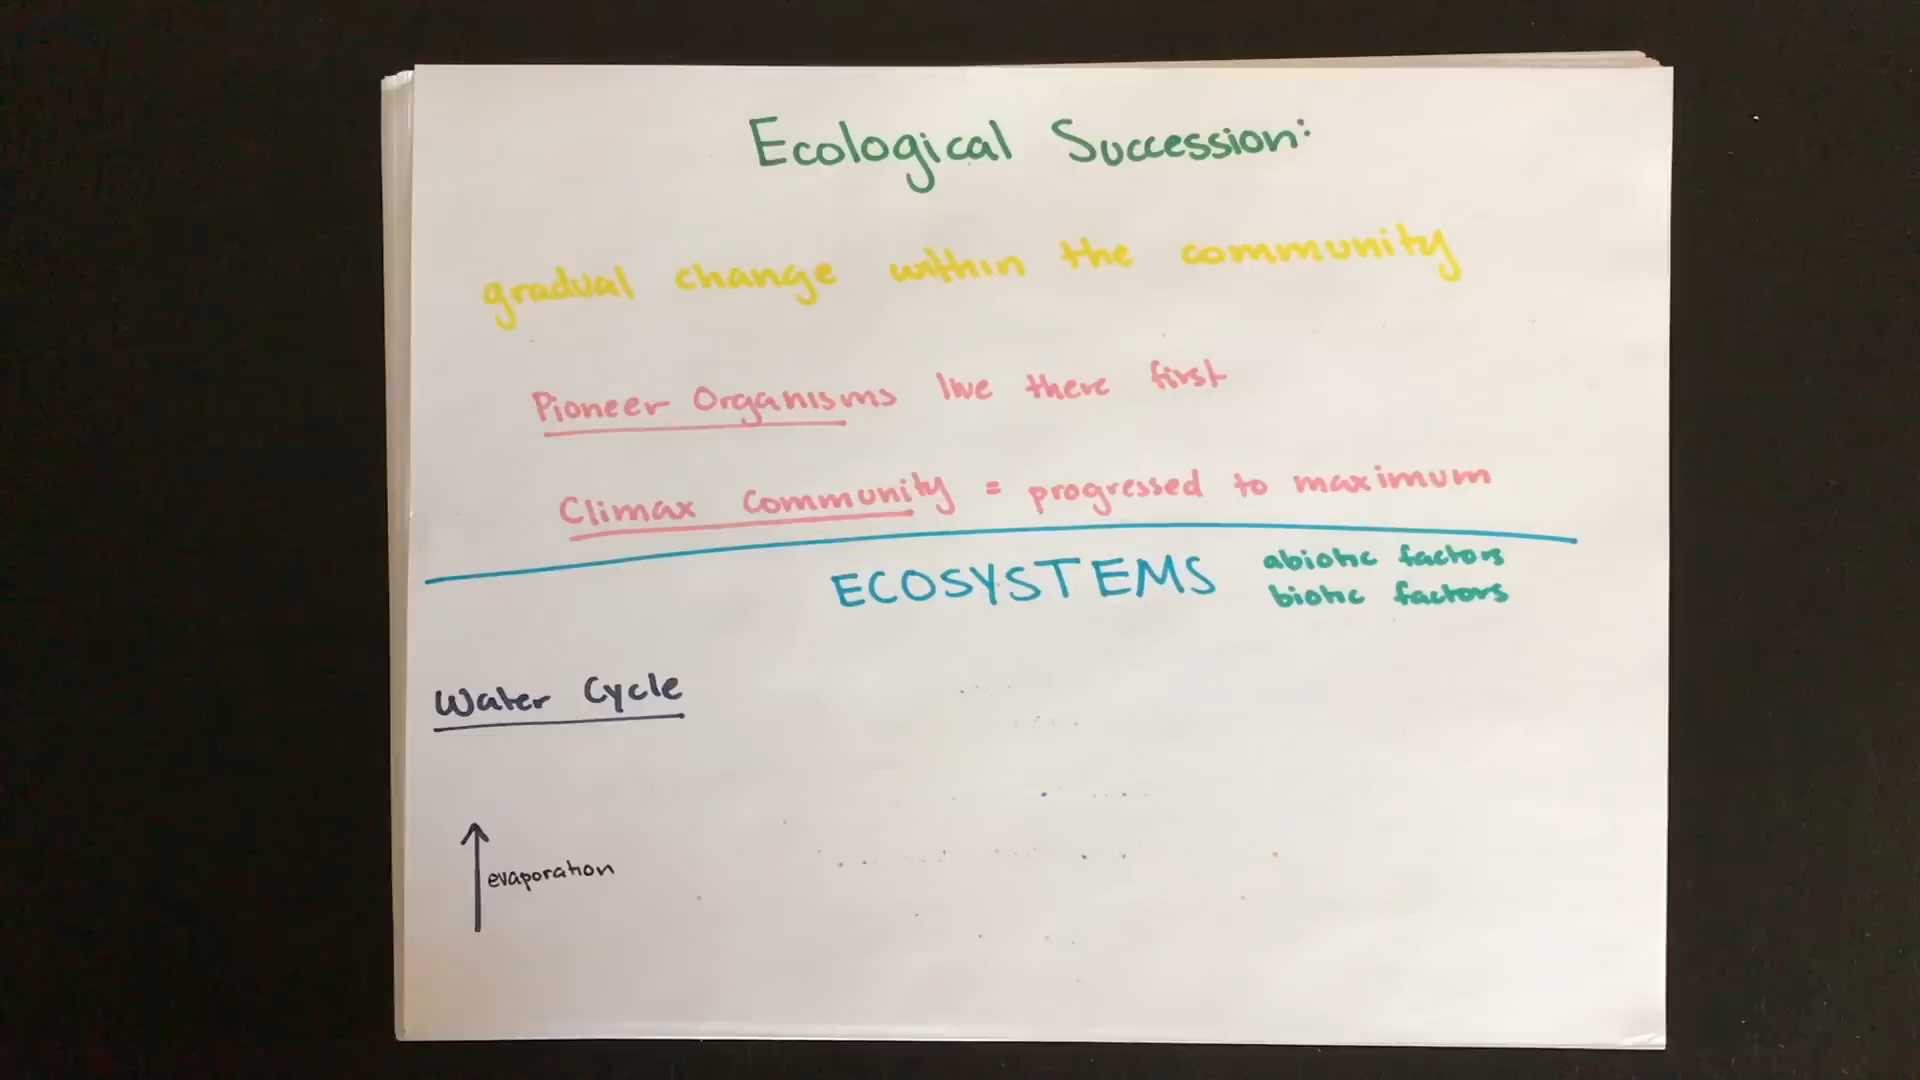 Ecological Succession:
gradual change within the community
Pioneer Organisms live there first
Climax Community = progressed to maximum
ECOSYSTEMS
abiotic factors
biotic factors
Water Cycle
evaporation